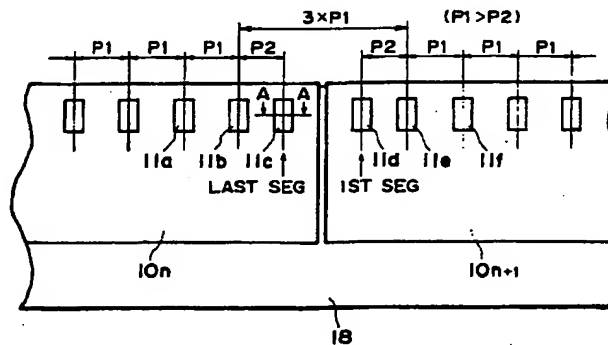 3×P1 (P1>P2)
P1 P1 P1 P2 P2 P1 P1 P1
A A
11a 11b 11c 11d 11e 11f
LAST SEG 1ST SEG
10n 10n+1
18